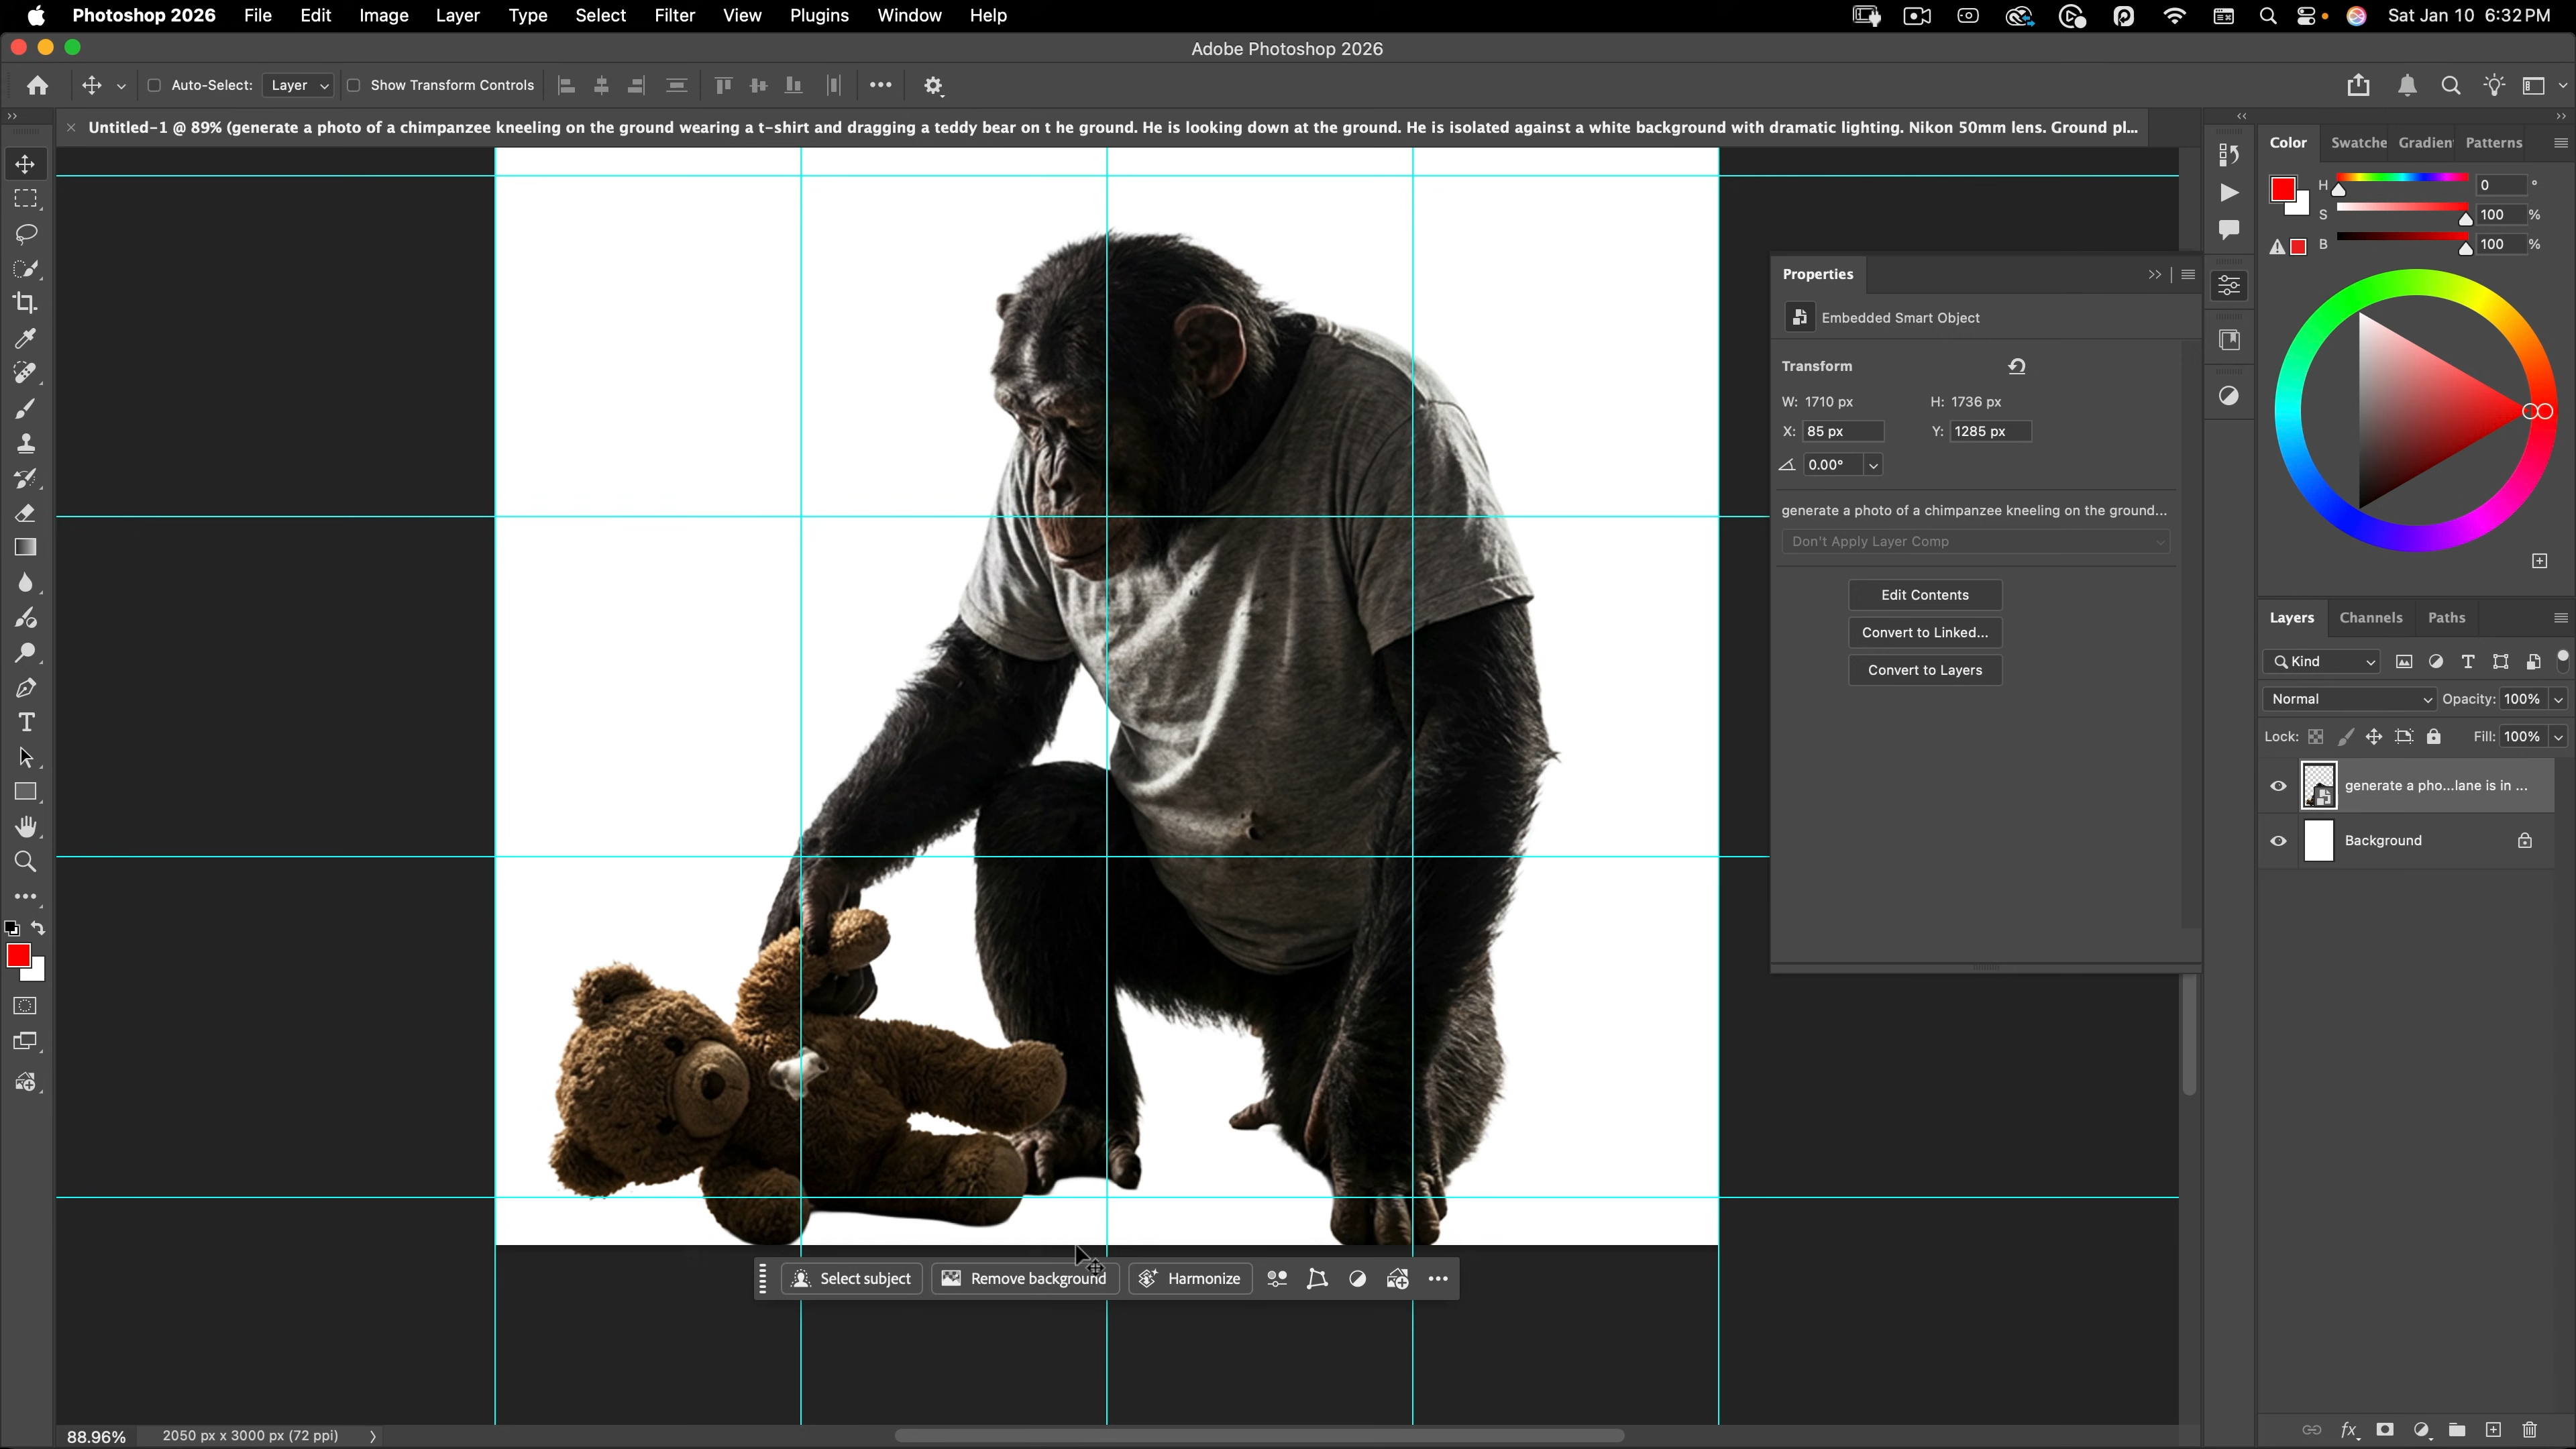 Photoshop 2026 File Edit Image Layer Type Select Filter View Plugins Window Help Sat Jan 10 6:32 PM
Adobe Photoshop 2026
Auto-Select: Layer Show Transform Controls
Untitled-1 @ 89% (generate a photo of a chimpanzee kneeling on the ground wearing a t-shirt and dragging a teddy bear on t he ground. He is looking down at the ground. He is isolated against a white background with dramatic lighting. Nikon 50mm lens. Ground pl...
Color Swatche Gradien Patterns
H 0 °
S 100 %
B 100 %
Properties
Embedded Smart Object
Transform
W: 1710 px H: 1736 px
X: 85 px Y: 1285 px
0.00°
generate a photo of a chimpanzee kneeling on the ground...
Don't Apply Layer Comp
Edit Contents
Convert to Linked...
Convert to Layers
Layers Channels Paths
Kind
Normal Opacity: 100%
Lock: Fill: 100%
generate a pho...lane is in ...
Background
Select subject Remove background Harmonize
88.96% 2050 px x 3000 px (72 ppi)